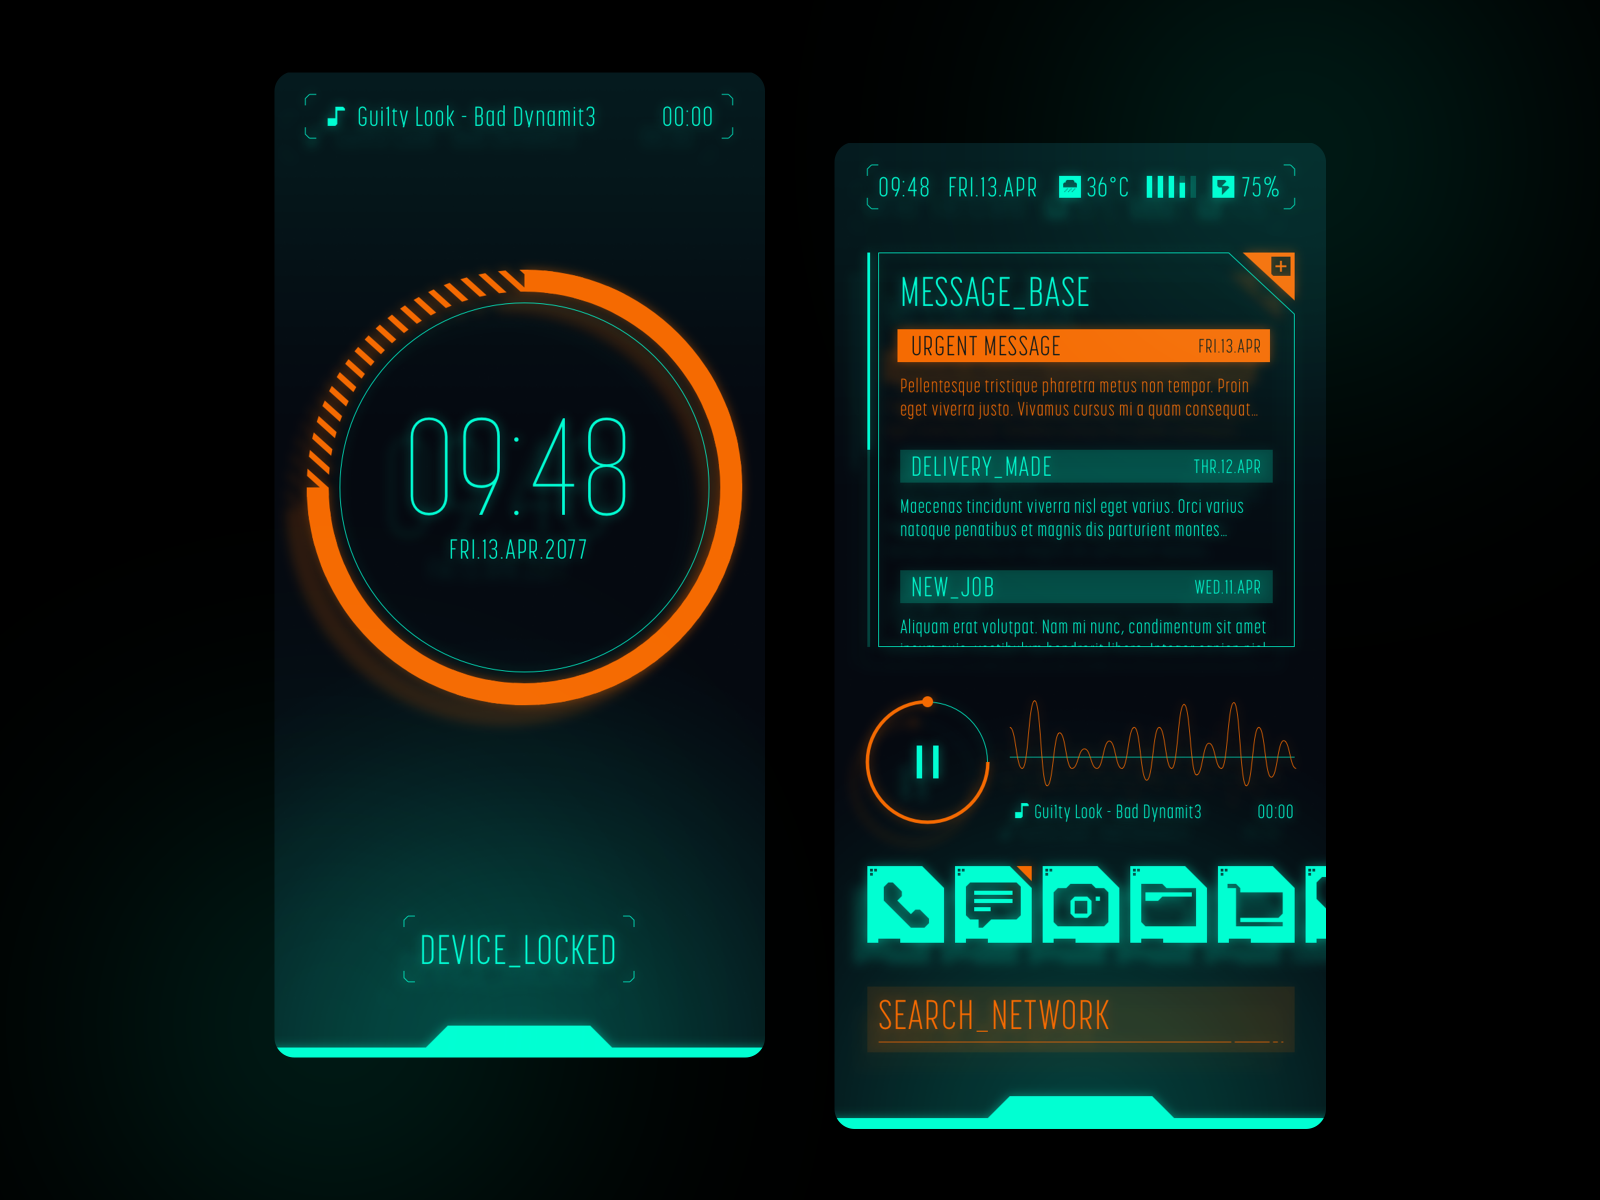 Gui1ty Look - Bad Dynamit3 00:00
09:48
FRI.13.APR.2077
DEVICE_LOCKED
09:48 FRI.13.APR 36°C 75%
MESSAGE_BASE
URGENT MESSAGE FRI.13.APR
Pellentesque tristique pharetra metus non tempor. Proin
eget viverra justo. Vivamus cursus mi a quam consequat...
DELIVERY_MADE THR.12.APR
Maecenas tincidunt viverra nisl eget varius. Orci varius
natoque penatibus et magnis dis parturient montes...
NEW_JOB WED.11.APR
Aliquam erat volutpat. Nam mi nunc, condimentum sit amet
Gui1ty Look - Bad Dynamit3 00:00
SEARCH_NETWORK